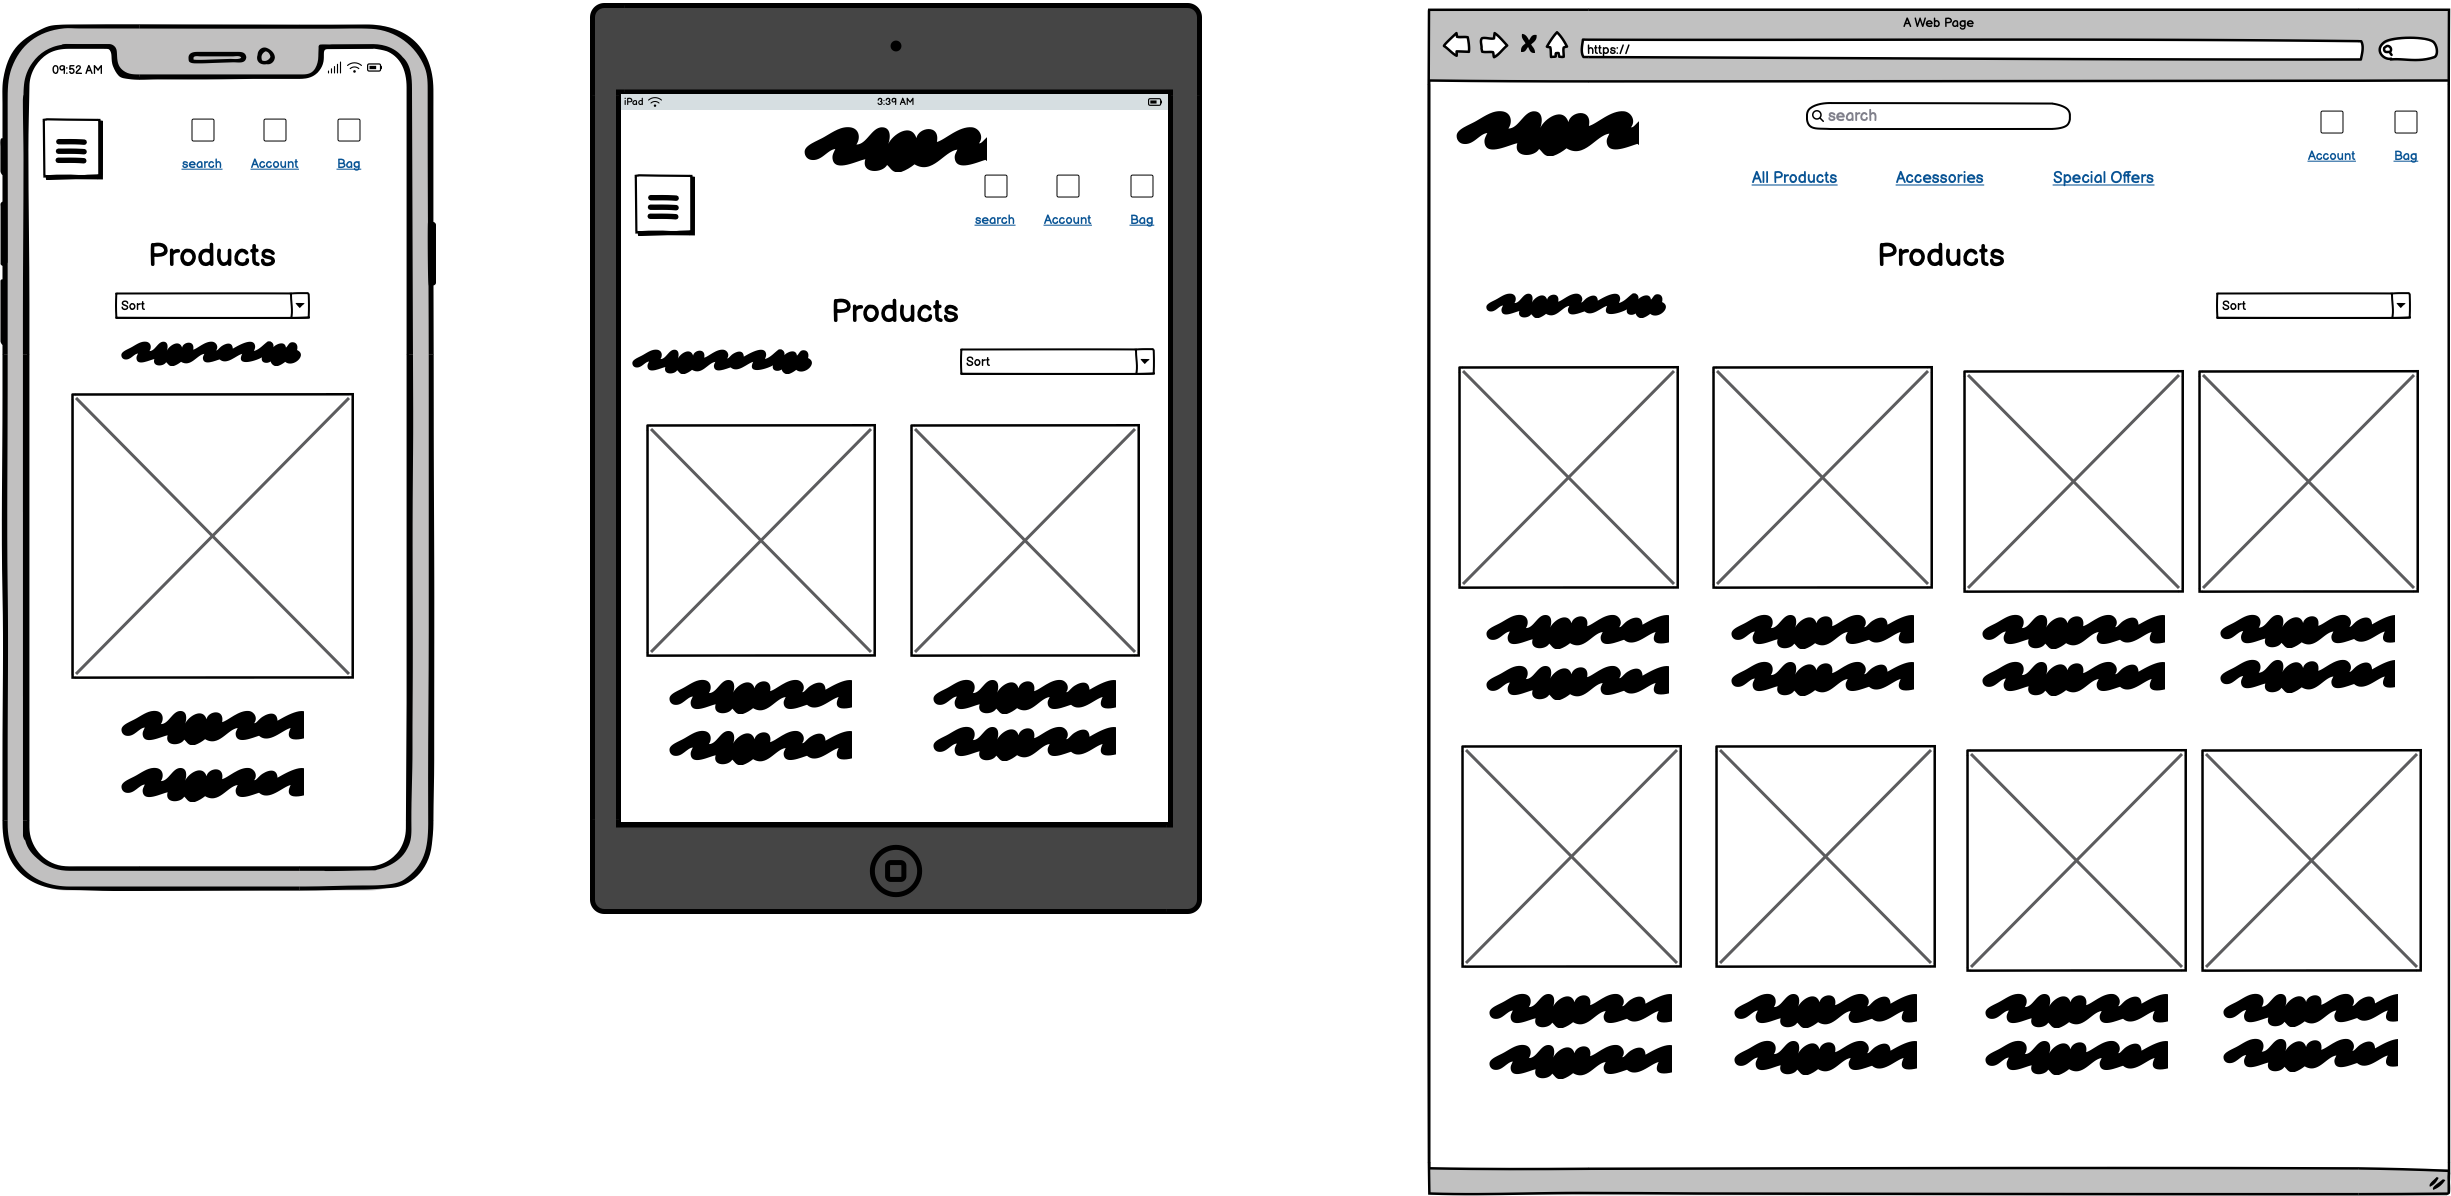 09:52 AM
search Account Bag
Products
Sort
iPad 3:39 AM
search Account Bag
Products
Sort
A Web Page
https://
search
Account Bag
All Products Accessories Special Offers
Products
Sort